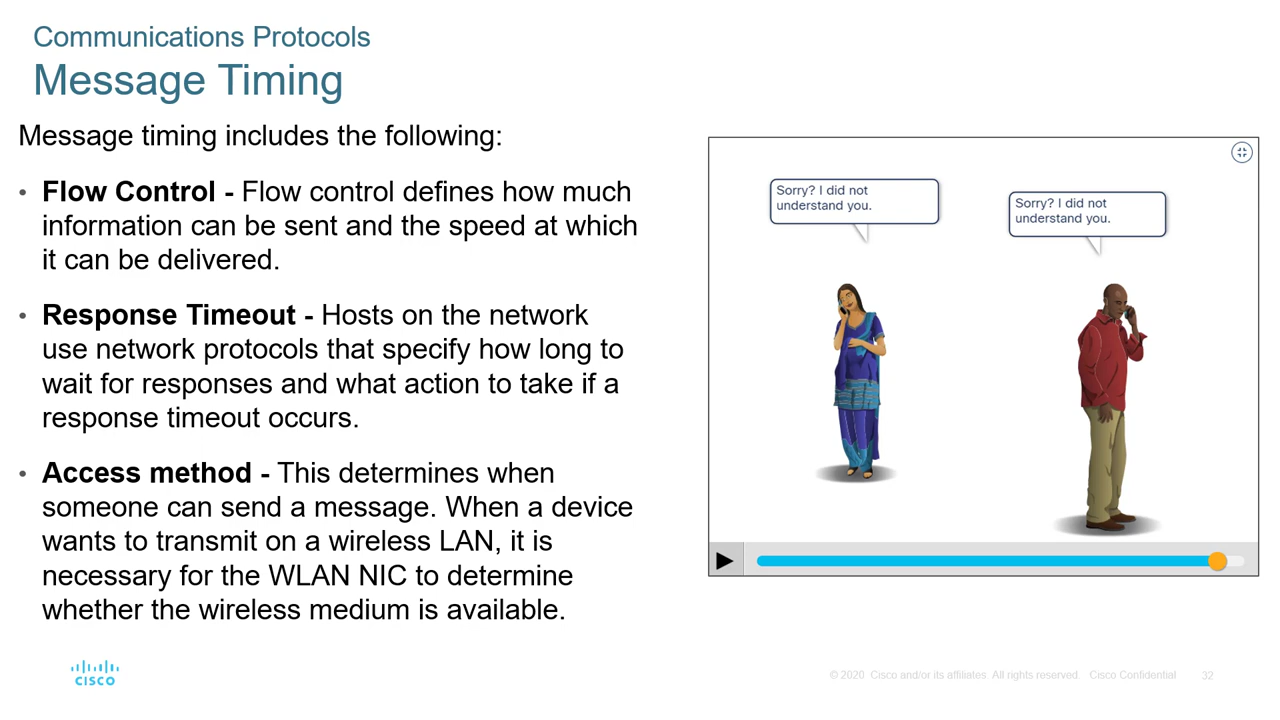 Communications Protocols
Message Timing
Message timing includes the following:
• Flow Control - Flow control defines how much
information can be sent and the speed at which
it can be delivered.
• Response Timeout - Hosts on the network
use network protocols that specify how long to
wait for responses and what action to take if a
response timeout occurs.
• Access method - This determines when
someone can send a message. When a device
wants to transmit on a wireless LAN, it is
necessary for the WLAN NIC to determine
whether the wireless medium is available.
Sorry? I did not
understand you.
Sorry? I did not
understand you.
CISCO
© 2020 Cisco and/or its affiliates. All rights reserved. Cisco Confidential
32